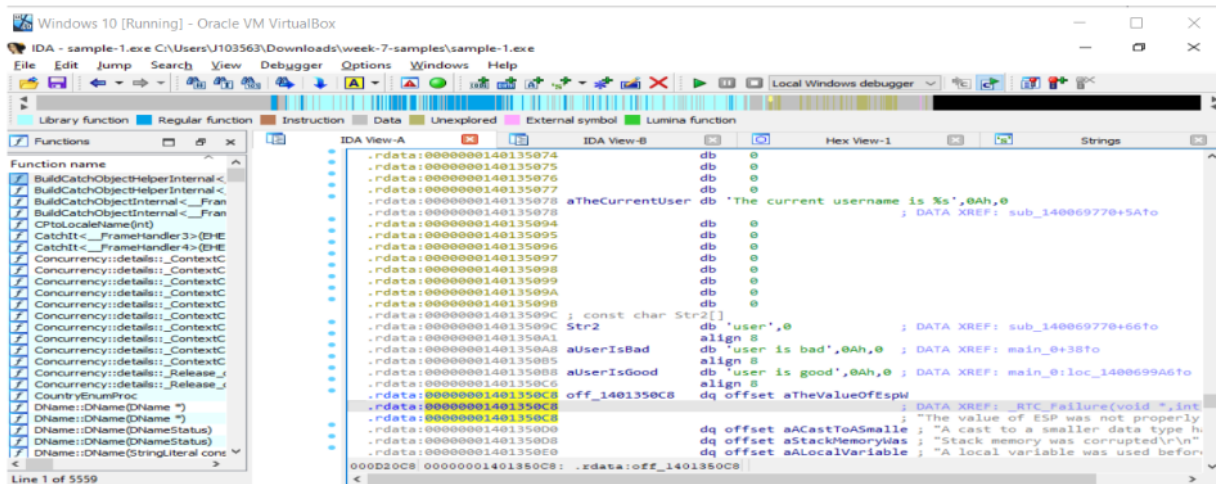 Windows 10 [Running] - Oracle VM VirtualBox
IDA - sample-1.exe C:\Users\J103563\Downloads\week-7-samples\sample-1.exe
File Edit Jump Search View Debugger Options Windows Help
Local Windows debugger
Library function Regular function Instruction Data Unexplored External symbol Lumina function
Functions
IDA View-A IDA View-B Hex View-1 Strings
Function name
BuildCatchObjectHelperInternal<
BuildCatchObjectHelperInternal<
BuildCatchObjectInternal<__Fran
BuildCatchObjectInternal<__Fran
CPtoLocaleName(int)
CatchIt<__FrameHandler3>(EHE
CatchIt<__FrameHandler4>(EHE
Concurrency::details::_ContextC
Concurrency::details::_ContextC
Concurrency::details::_ContextC
Concurrency::details::_ContextC
Concurrency::details::_ContextC
Concurrency::details::_ContextC
Concurrency::details::_ContextC
Concurrency::details::_ContextC
Concurrency::details::_Release_
Concurrency::details::_Release_
CountryEnumProc
DName::DName(DName *)
DName::DName(DName *)
DName::DName(DNameStatus)
DName::DName(DNameStatus)
DName::DName(StringLiteral cons
Line 1 of 5559
.rdata:0000000140135074 db 0
.rdata:0000000140135075 db 0
.rdata:0000000140135076 db 0
.rdata:0000000140135077 db 0
.rdata:0000000140135078 aTheCurrentUser db 'The current username is %s',0Ah,0
.rdata:0000000140135078 ; DATA XREF: sub_140069770+5A↑o
.rdata:0000000140135094 db 0
.rdata:0000000140135095 db 0
.rdata:0000000140135096 db 0
.rdata:0000000140135097 db 0
.rdata:0000000140135098 db 0
.rdata:0000000140135099 db 0
.rdata:000000014013509A db 0
.rdata:000000014013509B db 0
.rdata:000000014013509C ; const char Str2[]
.rdata:000000014013509C Str2 db 'user',0 ; DATA XREF: sub_140069770+66↑o
.rdata:00000001401350A1 align 8
.rdata:00000001401350A8 aUserIsBad db 'user is bad',0Ah,0 ; DATA XREF: main_0+38↑o
.rdata:00000001401350B5 align 8
.rdata:00000001401350B8 aUserIsGood db 'user is good',0Ah,0 ; DATA XREF: main_0:loc_1400699A6↑o
.rdata:00000001401350C6 align 8
.rdata:00000001401350C8 off_1401350C8 dq offset aTheValueOfEspW
.rdata:00000001401350C8 ; DATA XREF: _RTC_Failure(void *,int
.rdata:00000001401350C8 ; "The value of ESP was not properly
.rdata:00000001401350D0 dq offset aACastToASmalle ; "A cast to a smaller data type h
.rdata:00000001401350D8 dq offset aStackMemoryWas ; "Stack memory was corrupted\r\n"
.rdata:00000001401350E0 dq offset aALocalVariable ; "A local variable was used befor
000D20C8 00000001401350C8: .rdata:off_1401350C8